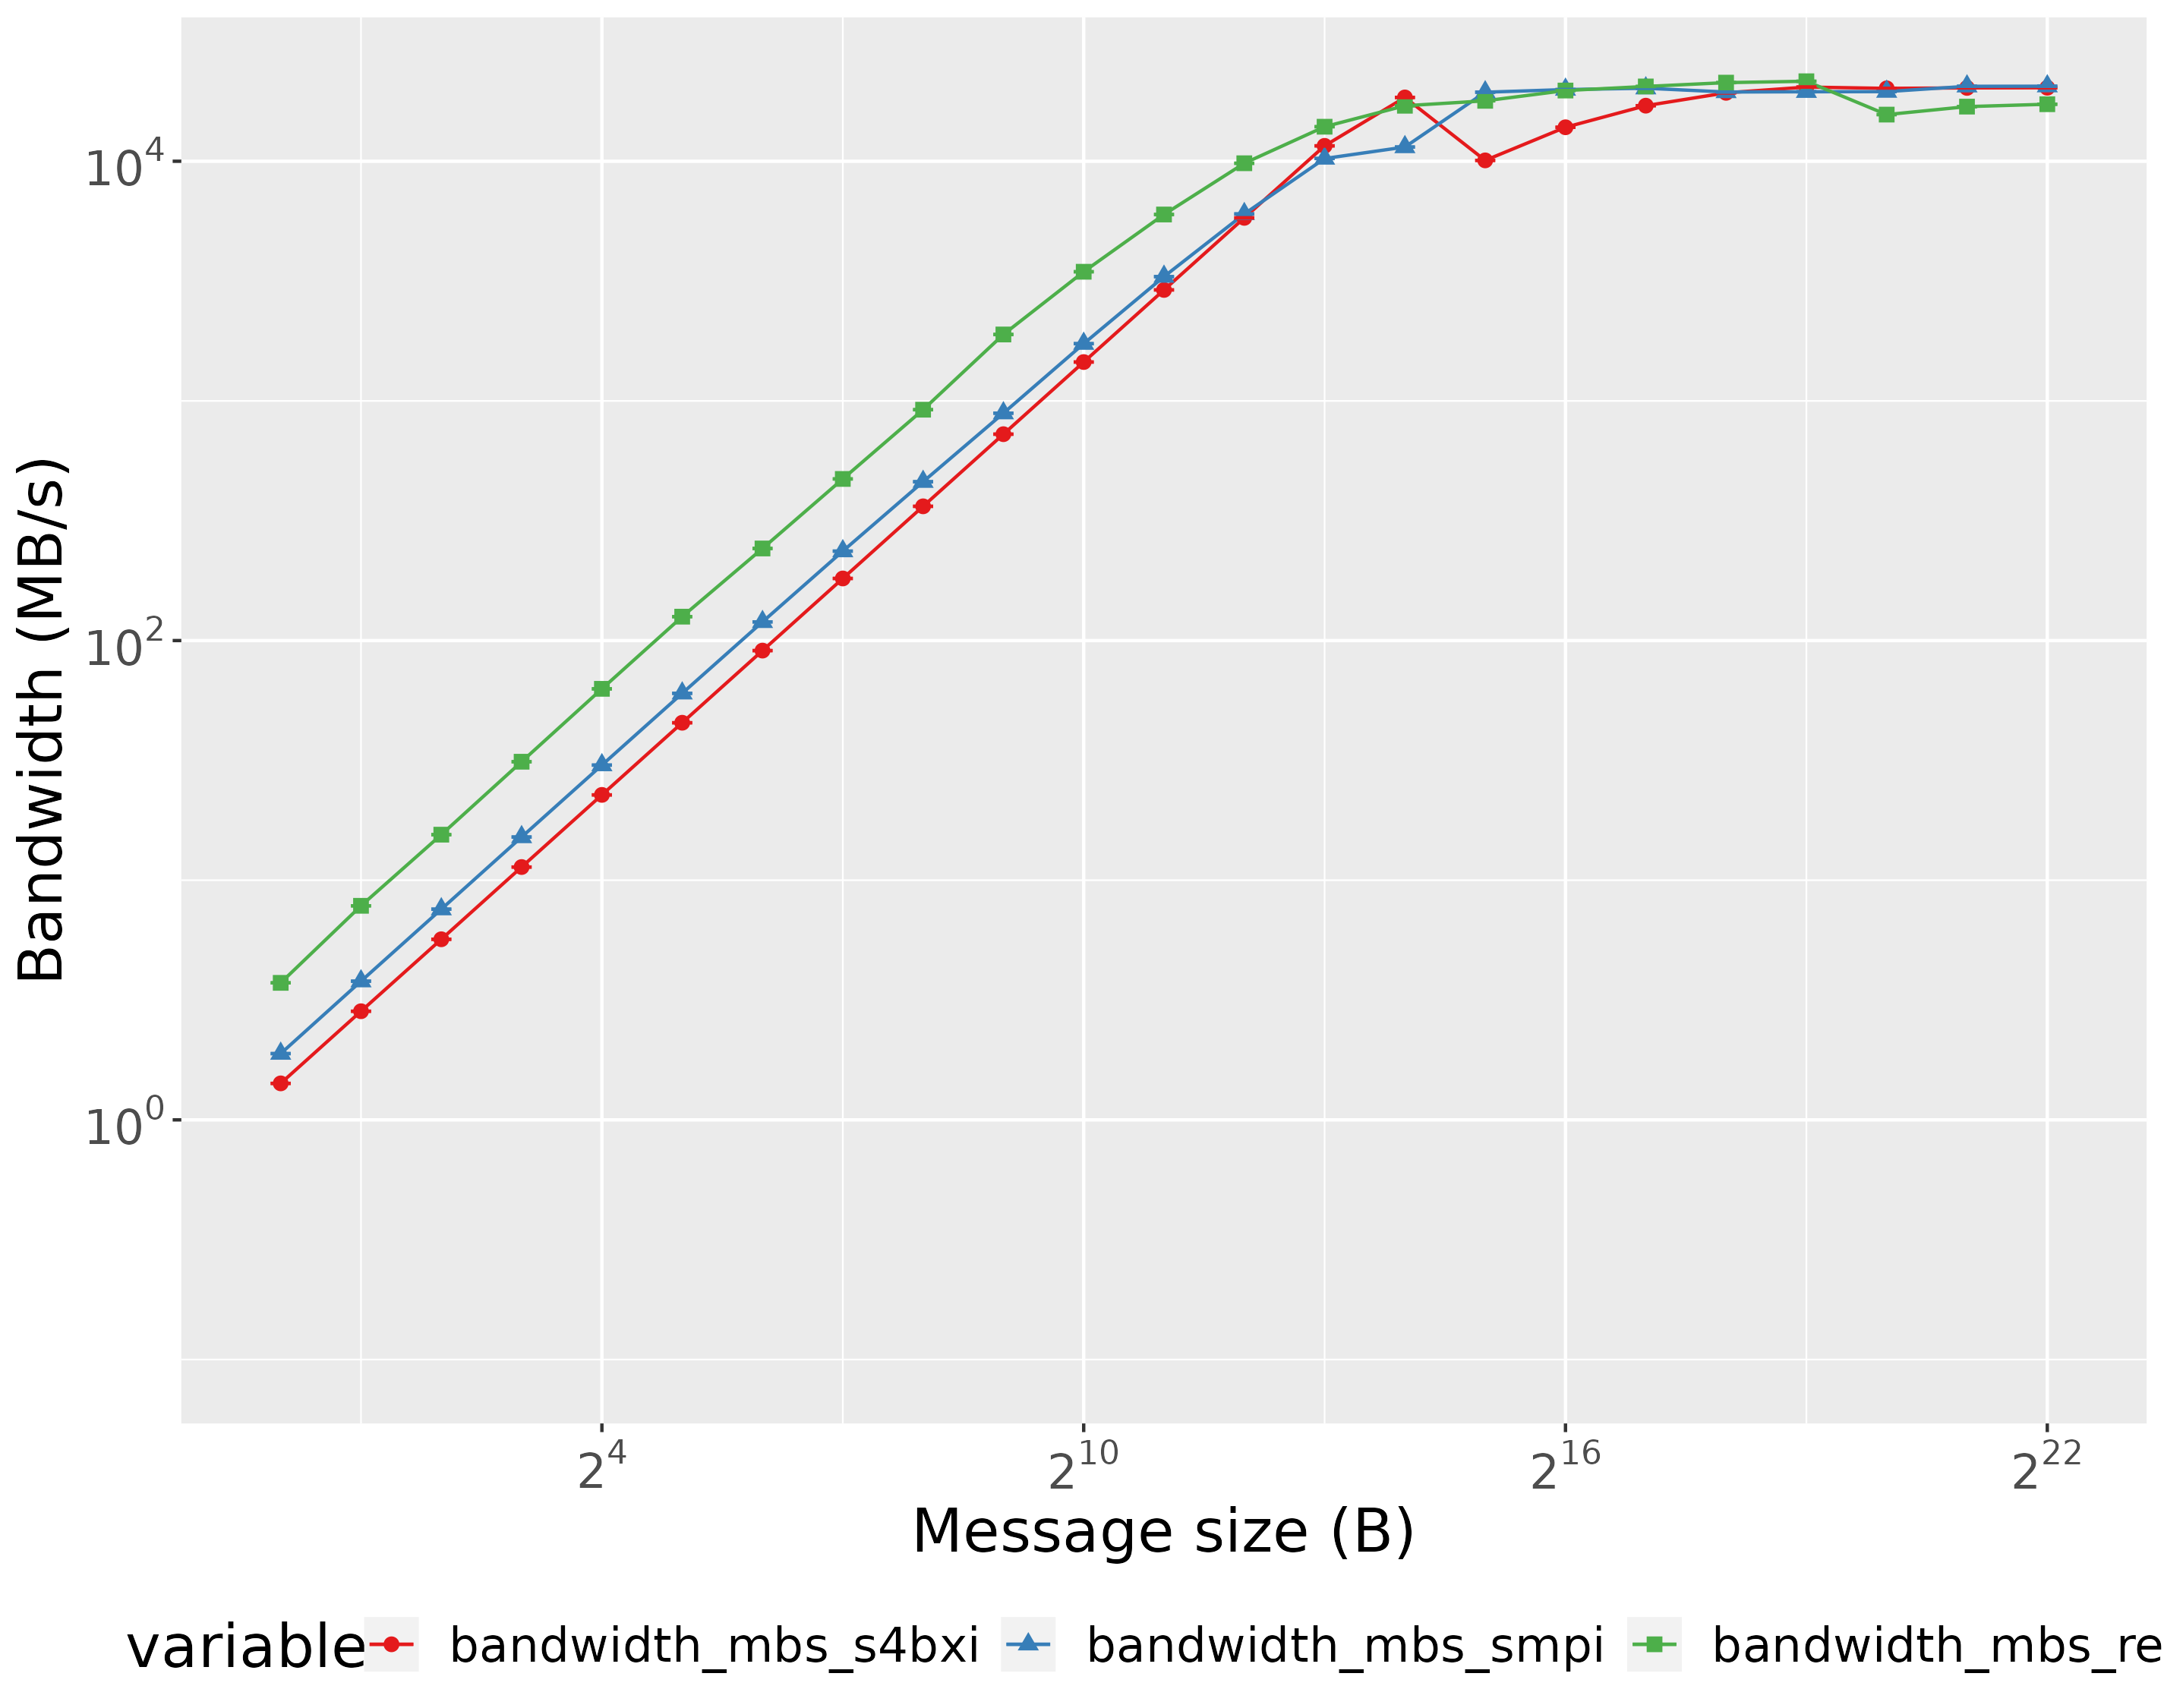 Bandwidth (MB/s)
10^4
10^2
10^0
2^4 2^10 2^16 2^22
Message size (B)
variable bandwidth_mbs_s4bxi bandwidth_mbs_smpi bandwidth_mbs_re